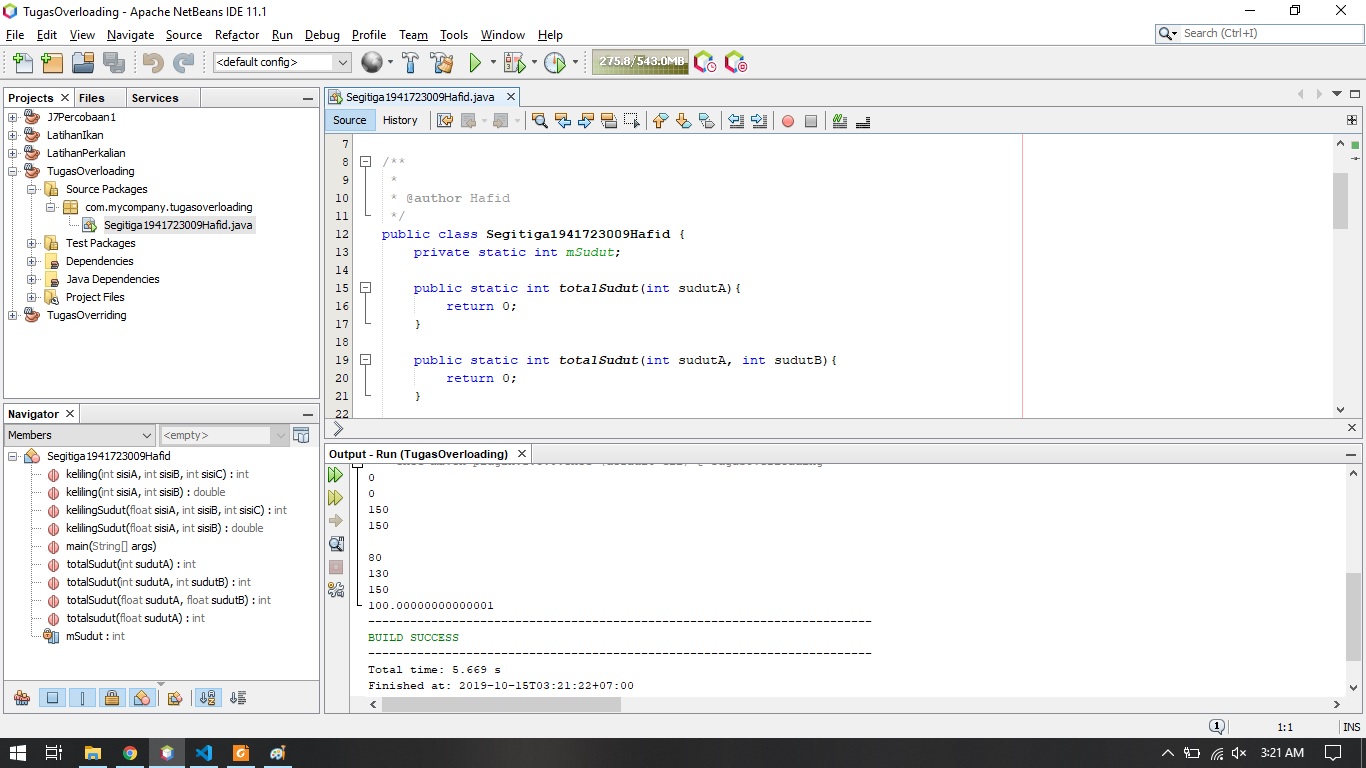 TugasOverloading - Apache NetBeans IDE 11.1
File Edit View Navigate Source Refactor Run Debug Profile Team Tools Window Help
Search (Ctrl+I)
<default config>
275.8/543.0MB
Projects
Files
Services
J7Percobaan1
LatihanIkan
LatihanPerkalian
TugasOverloading
Source Packages
com.mycompany.tugasoverloading
Segitiga1941723009Hafid.java
Test Packages
Dependencies
Java Dependencies
Project Files
TugasOverriding
Navigator
Members
<empty>
Segitiga1941723009Hafid
keliling(int sisiA, int sisiB, int sisiC) : int
keliling(int sisiA, int sisiB) : double
kelilingSudut(float sisiA, int sisiB, int sisiC) : int
kelilingSudut(float sisiA, int sisiB) : double
main(String[] args)
totalSudut(int sudutA) : int
totalSudut(int sudutA, int sudutB) : int
totalSudut(float sudutA, float sudutB) : int
totalsudut(float sudutA) : int
mSudut : int
Segitiga1941723009Hafid.java
Source History
7
8 /**
9 *
10 * @author Hafid
11 */
12 public class Segitiga1941723009Hafid {
13 private static int mSudut;
14
15 public static int totalSudut(int sudutA){
16 return 0;
17 }
18
19 public static int totalSudut(int sudutA, int sudutB){
20 return 0;
21 }
22
Output - Run (TugasOverloading)
0
0
150
150
80
130
150
100.00000000000001
------------------------------------------------------------------------
BUILD SUCCESS
------------------------------------------------------------------------
Total time: 5.669 s
Finished at: 2019-10-15T03:21:22+07:00
1
1:1
INS
3:21 AM